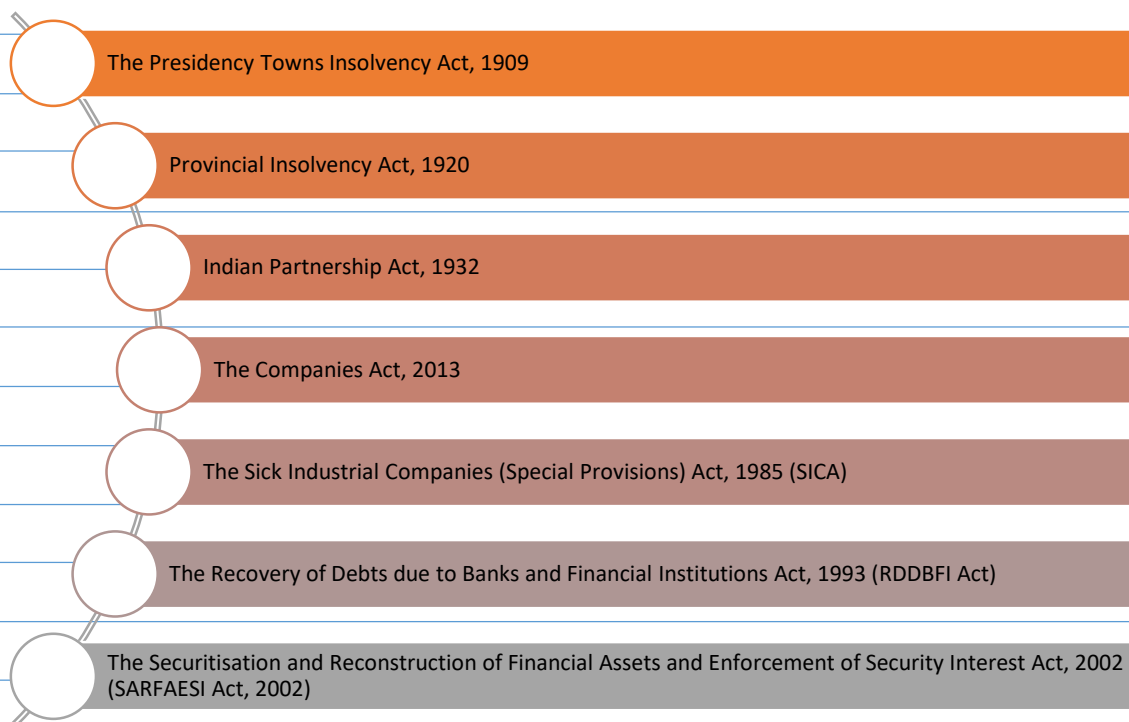 The Presidency Towns Insolvency Act, 1909
Provincial Insolvency Act, 1920
Indian Partnership Act, 1932
The Companies Act, 2013
The Sick Industrial Companies (Special Provisions) Act, 1985 (SICA)
The Recovery of Debts due to Banks and Financial Institutions Act, 1993 (RDDBFI Act)
The Securitisation and Reconstruction of Financial Assets and Enforcement of Security Interest Act, 2002
(SARFAESI Act, 2002)